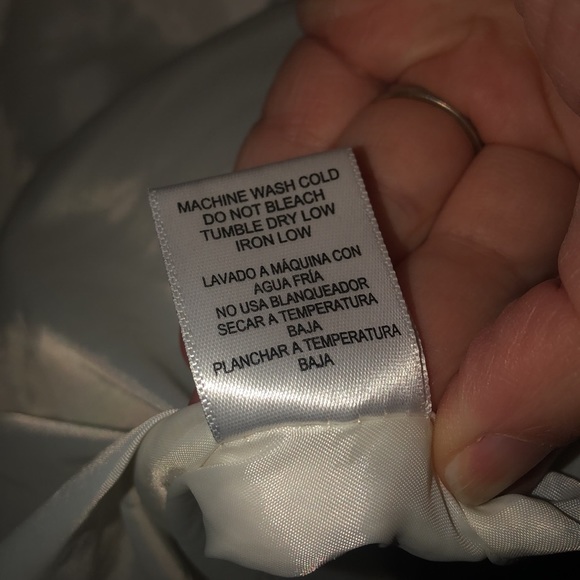 MACHINE WASH COLD
DO NOT BLEACH
TUMBLE DRY LOW
IRON LOW
LAVADO A MÁQUINA CON
AGUA FRÍA
NO USA BLANQUEADOR
SECAR A TEMPERATURA
BAJA
PLANCHAR A TEMPERATURA
BAJA